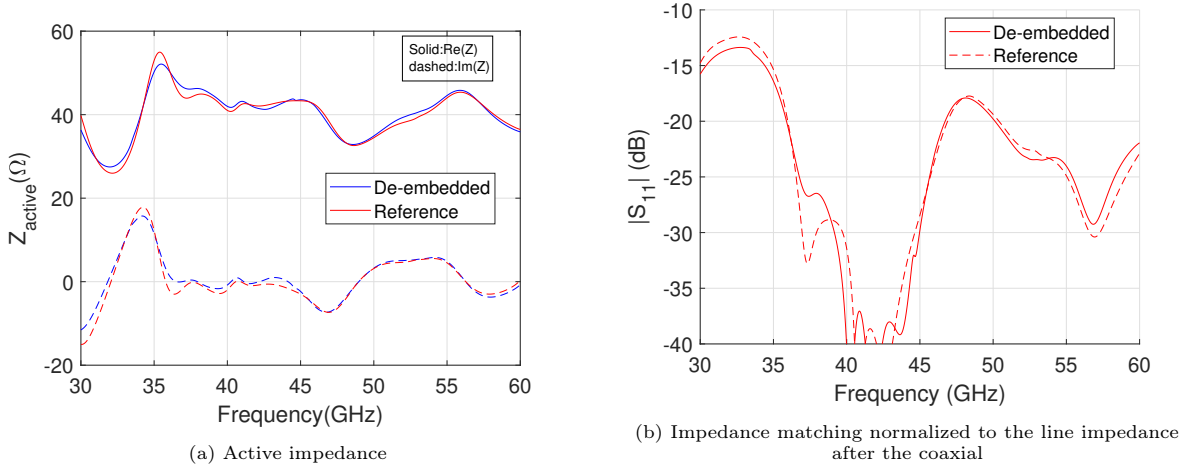 60
40
20
0
-20
30
35
40
45
50
55
60
Z_active(Ω)
Frequency(GHz)
Solid:Re(Z)
dashed:Im(Z)
De-embedded
Reference
(a) Active impedance
-10
-15
-20
-25
-30
-35
-40
30
35
40
45
50
55
60
|S_11| (dB)
Frequency (GHz)
De-embedded
Reference
(b) Impedance matching normalized to the line impedance
after the coaxial